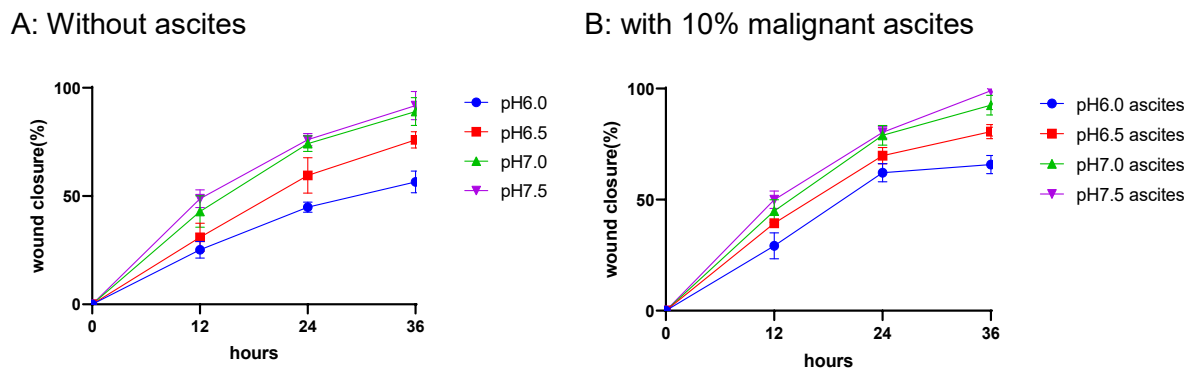 A: Without ascites
B: with 10% malignant ascites
wound closure(%)
100
50
0
0 12 24 36
hours
pH6.0
pH6.5
pH7.0
pH7.5
wound closure(%)
100
50
0
0 12 24 36
hours
pH6.0 ascites
pH6.5 ascites
pH7.0 ascites
pH7.5 ascites